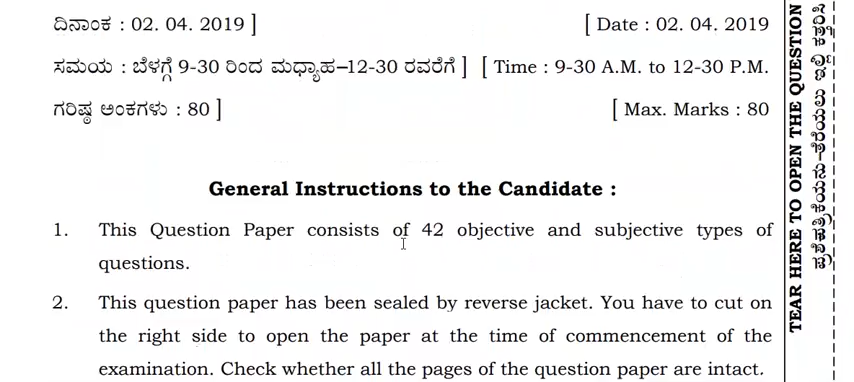 ದಿನಾಂಕ : 02. 04. 2019 ] [ Date : 02. 04. 2019
ಸಮಯ : ಬೆಳಗ್ಗೆ 9-30 ರಿಂದ ಮಧ್ಯಾಹ್ನ-12-30 ರವರೆಗೆ ] [ Time : 9-30 A.M. to 12-30 P.M.
ಗರಿಷ್ಠ ಅಂಕಗಳು : 80 ] [ Max. Marks : 80
General Instructions to the Candidate :
1. This Question Paper consists of 42 objective and subjective types of
questions.
2. This question paper has been sealed by reverse jacket. You have to cut on
the right side to open the paper at the time of commencement of the
examination. Check whether all the pages of the question paper are intact.
TEAR HERE TO OPEN THE QUESTION